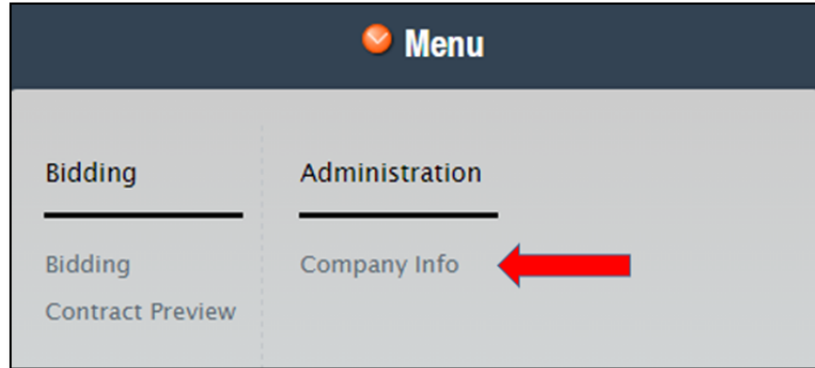 Menu
Bidding
Bidding
Contract Preview
Administration
Company Info